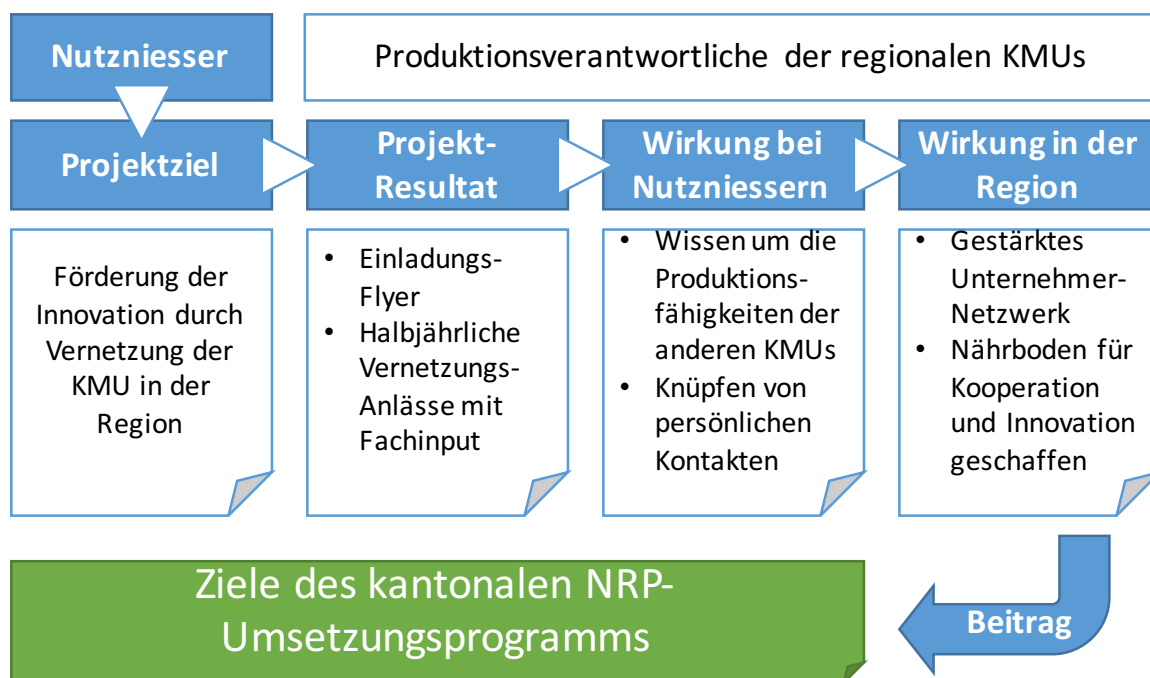 Nutzniesser
Produktionsverantwortliche der regionalen KMUs
Projektziel
Projekt-
Resultat
Wirkung bei
Nutzniessern
Wirkung in der
Region
Förderung der
Innovation durch
Vernetzung der
KMU in der
Region
• Einladungs-
Flyer
• Halbjährliche
Vernetzungs-
Anlässe mit
Fachinput
• Wissen um die
Produktions-
fähigkeiten der
anderen KMUs
• Knüpfen von
persönlichen
Kontakten
• Gestärktes
Unternehmer-
Netzwerk
• Nährboden für
Kooperation
und Innovation
geschaffen
Ziele des kantonalen NRP-
Umsetzungsprogramms
Beitrag